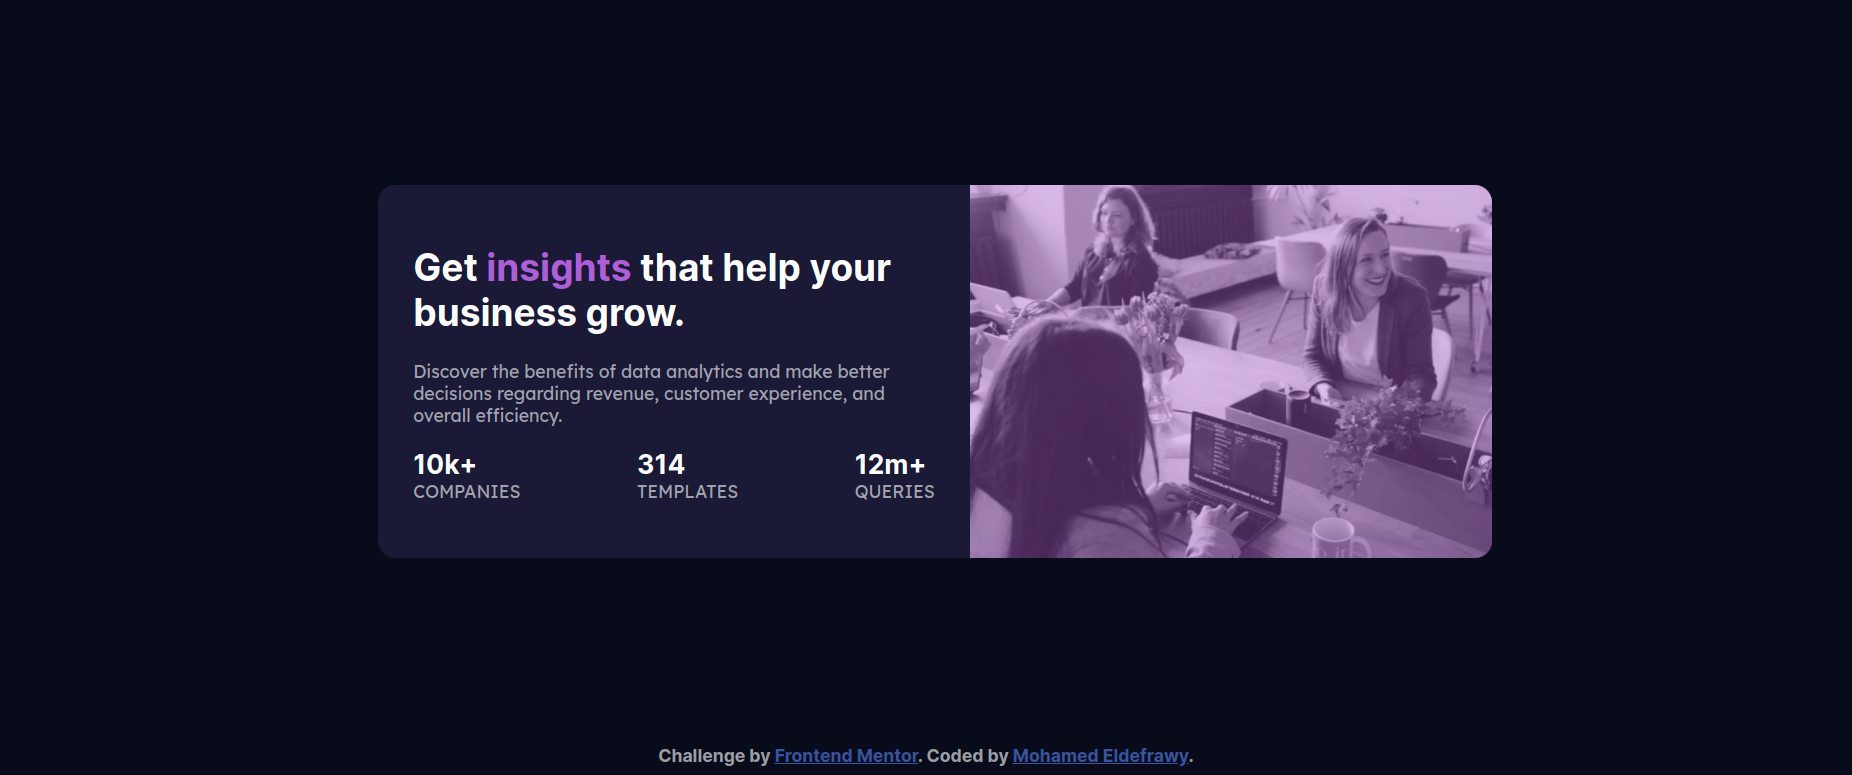 Get insights that help your
business grow.
Discover the benefits of data analytics and make better
decisions regarding revenue, customer experience, and
overall efficiency.
10k+
COMPANIES
314
TEMPLATES
12m+
QUERIES
Challenge by Frontend Mentor. Coded by Mohamed Eldefrawy.